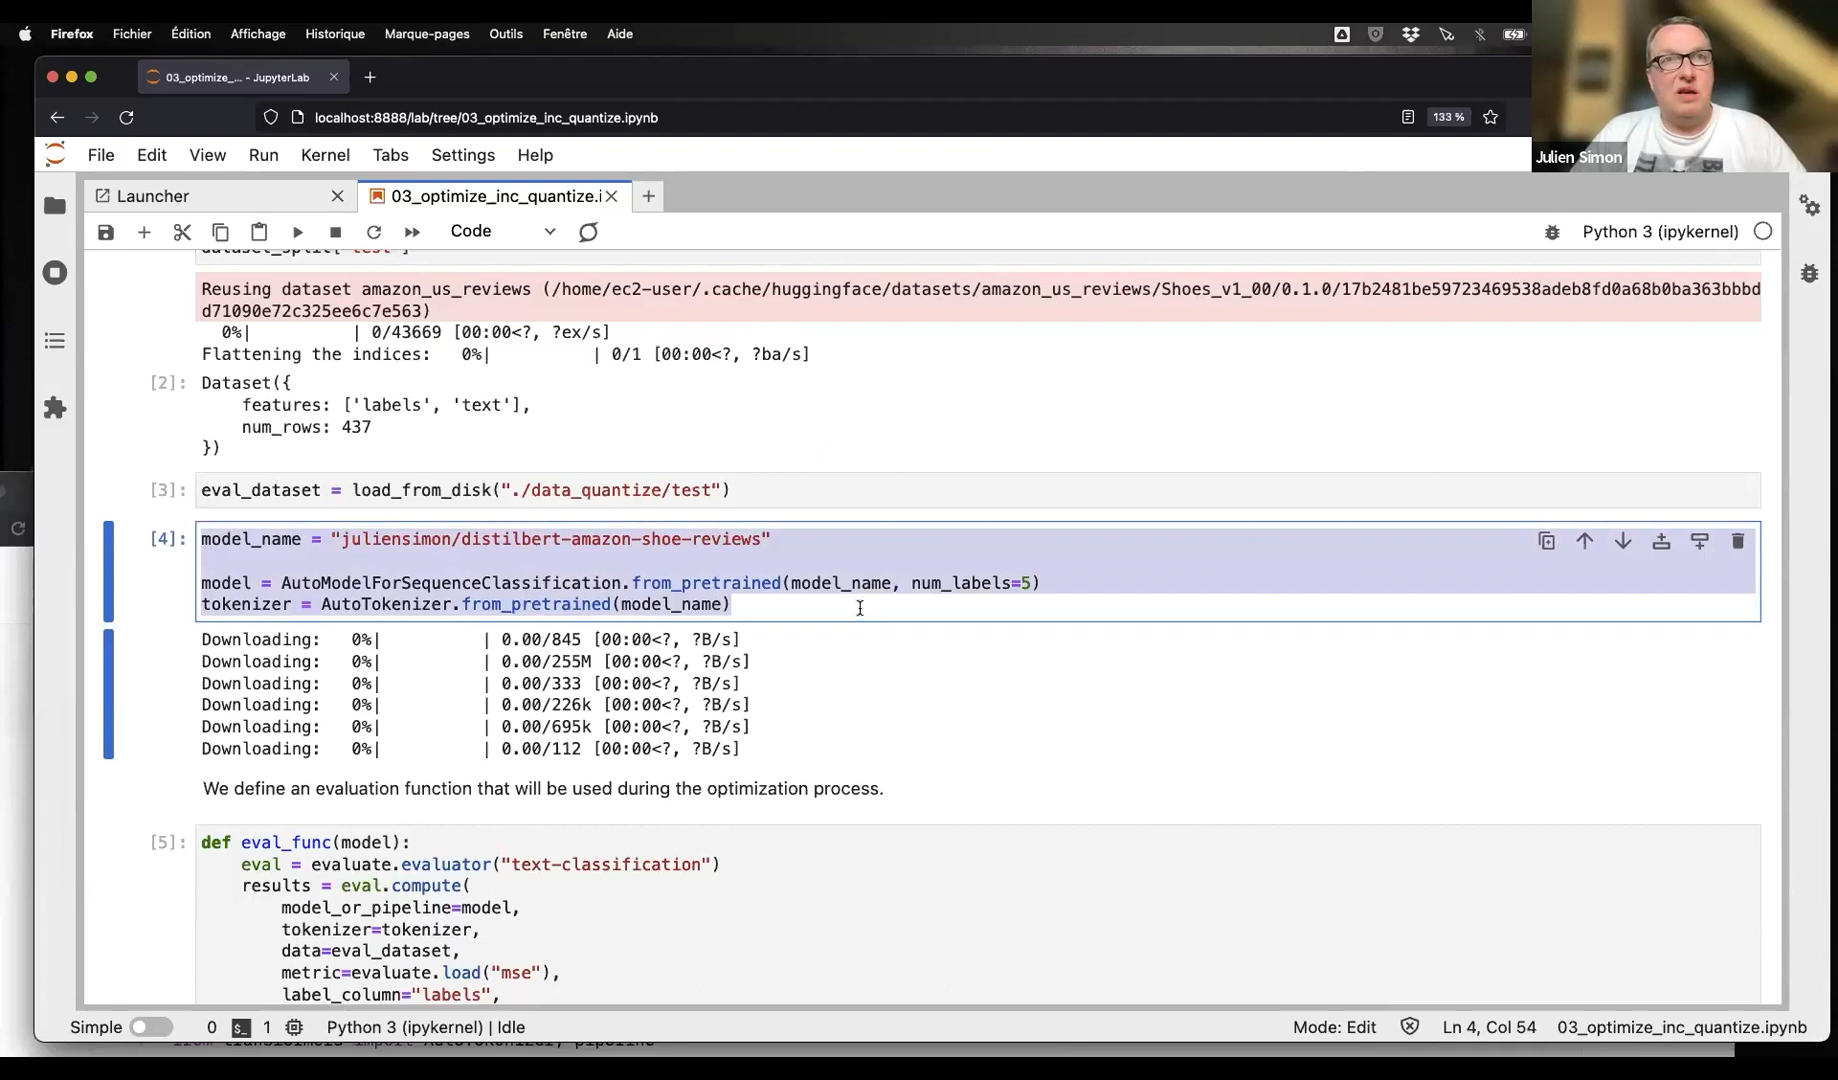 Firefox Fichier Édition Affichage Historique Marque-pages Outils Fenêtre Aide
03_optimize_... - JupyterLab
localhost:8888/lab/tree/03_optimize_inc_quantize.ipynb
133 %
Julien Simon
File Edit View Run Kernel Tabs Settings Help
Launcher
03_optimize_inc_quantize.i
Code
Python 3 (ipykernel)
Reusing dataset amazon_us_reviews (/home/ec2-user/.cache/huggingface/datasets/amazon_us_reviews/Shoes_v1_00/0.1.0/17b2481be59723469538adeb8fd0a68b0ba363bbbd
d71090e72c325ee6c7e563)
0%| | 0/43669 [00:00<?, ?ex/s]
Flattening the indices: 0%| | 0/1 [00:00<?, ?ba/s]
[2]: Dataset({
features: ['labels', 'text'],
num_rows: 437
})
[3]: eval_dataset = load_from_disk("./data_quantize/test")
[4]: model_name = "juliensimon/distilbert-amazon-shoe-reviews"
model = AutoModelForSequenceClassification.from_pretrained(model_name, num_labels=5)
tokenizer = AutoTokenizer.from_pretrained(model_name)
Downloading: 0%| | 0.00/845 [00:00<?, ?B/s]
Downloading: 0%| | 0.00/255M [00:00<?, ?B/s]
Downloading: 0%| | 0.00/333 [00:00<?, ?B/s]
Downloading: 0%| | 0.00/226k [00:00<?, ?B/s]
Downloading: 0%| | 0.00/695k [00:00<?, ?B/s]
Downloading: 0%| | 0.00/112 [00:00<?, ?B/s]
We define an evaluation function that will be used during the optimization process.
[5]: def eval_func(model):
eval = evaluate.evaluator("text-classification")
results = eval.compute(
model_or_pipeline=model,
tokenizer=tokenizer,
data=eval_dataset,
metric=evaluate.load("mse"),
label_column="labels",
Simple 0 1 Python 3 (ipykernel) | Idle Mode: Edit Ln 4, Col 54 03_optimize_inc_quantize.ipynb